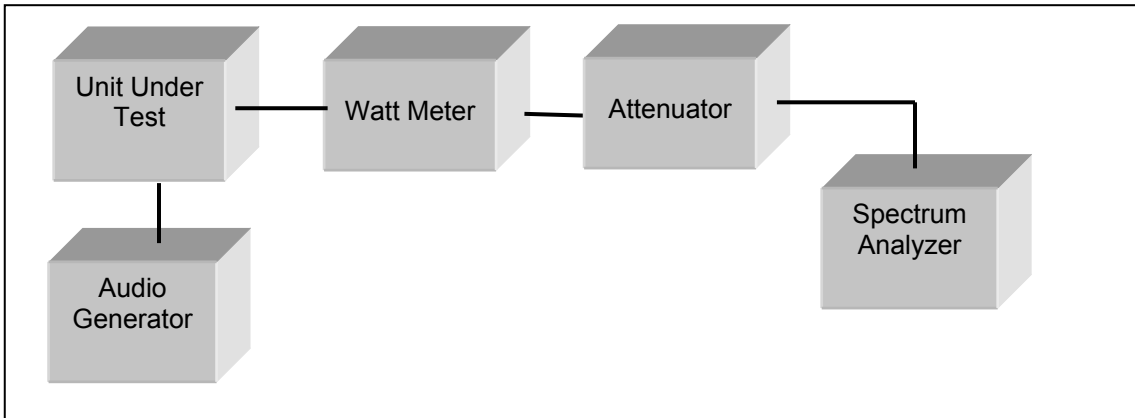 Unit Under
Test
Watt Meter
Attenuator
Spectrum
Analyzer
Audio
Generator